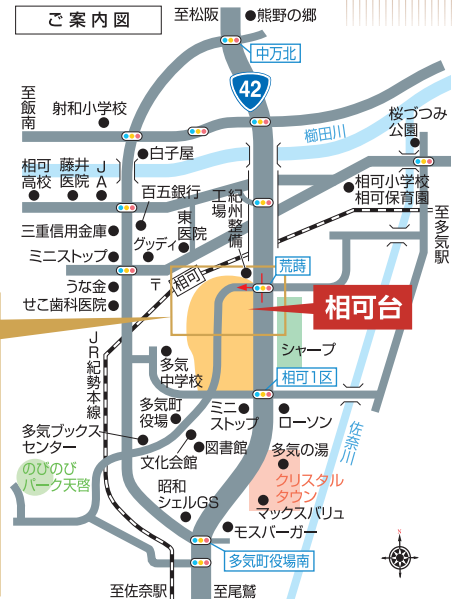 ご案内図
至松阪
熊野の郷
中万北
42
至飯南
射和小学校
櫛田川
桜づつみ
公園
白子屋
相可
高校
藤井
医院
JA
百五銀行
紀州整備
工場
相可小学校
相可保育園
三重信用金庫
グッディ
東
医院
至多気駅
ミニストップ
〒
相可
荒蒔
うな金
せこ歯科医院
相可台
JR紀勢本線
シャープ
多気
中学校
相可1区
多気町
役場
ミニ
ストップ
ローソン
佐奈川
多気ブックス
センター
図書館
文化会館
多気の湯
のびのび
パーク天啓
クリスタル
タウン
昭和
シェルGS
マックスバリュ
モスバーガー
多気町役場南
至佐奈駅
至尾鷲
N